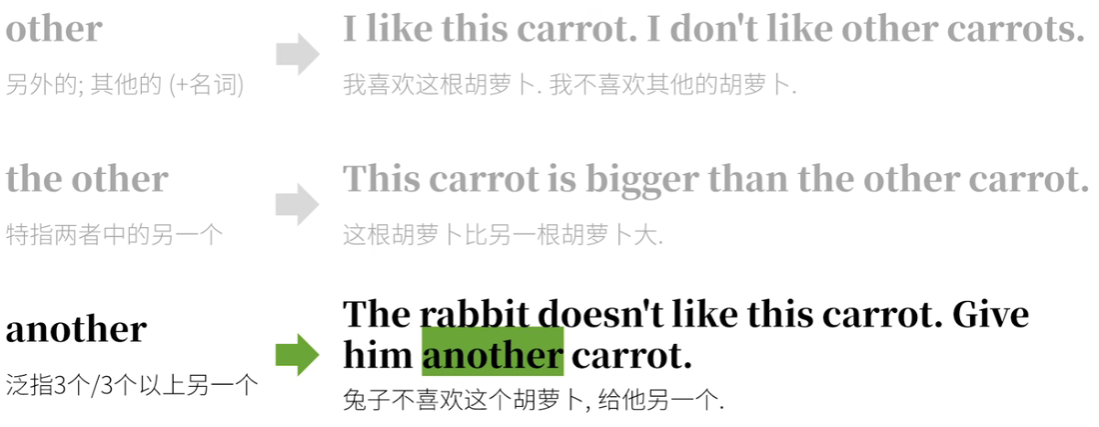 other
I like this carrot. I don't like other carrots.
另外的; 其他的 (+名词)
我喜欢这根胡萝卜. 我不喜欢其他的胡萝卜.
the other
This carrot is bigger than the other carrot.
特指两者中的另一个
这根胡萝卜比另一根胡萝卜大.
another
The rabbit doesn't like this carrot. Give
him another carrot.
泛指3个/3个以上另一个
兔子不喜欢这个胡萝卜, 给他另一个.